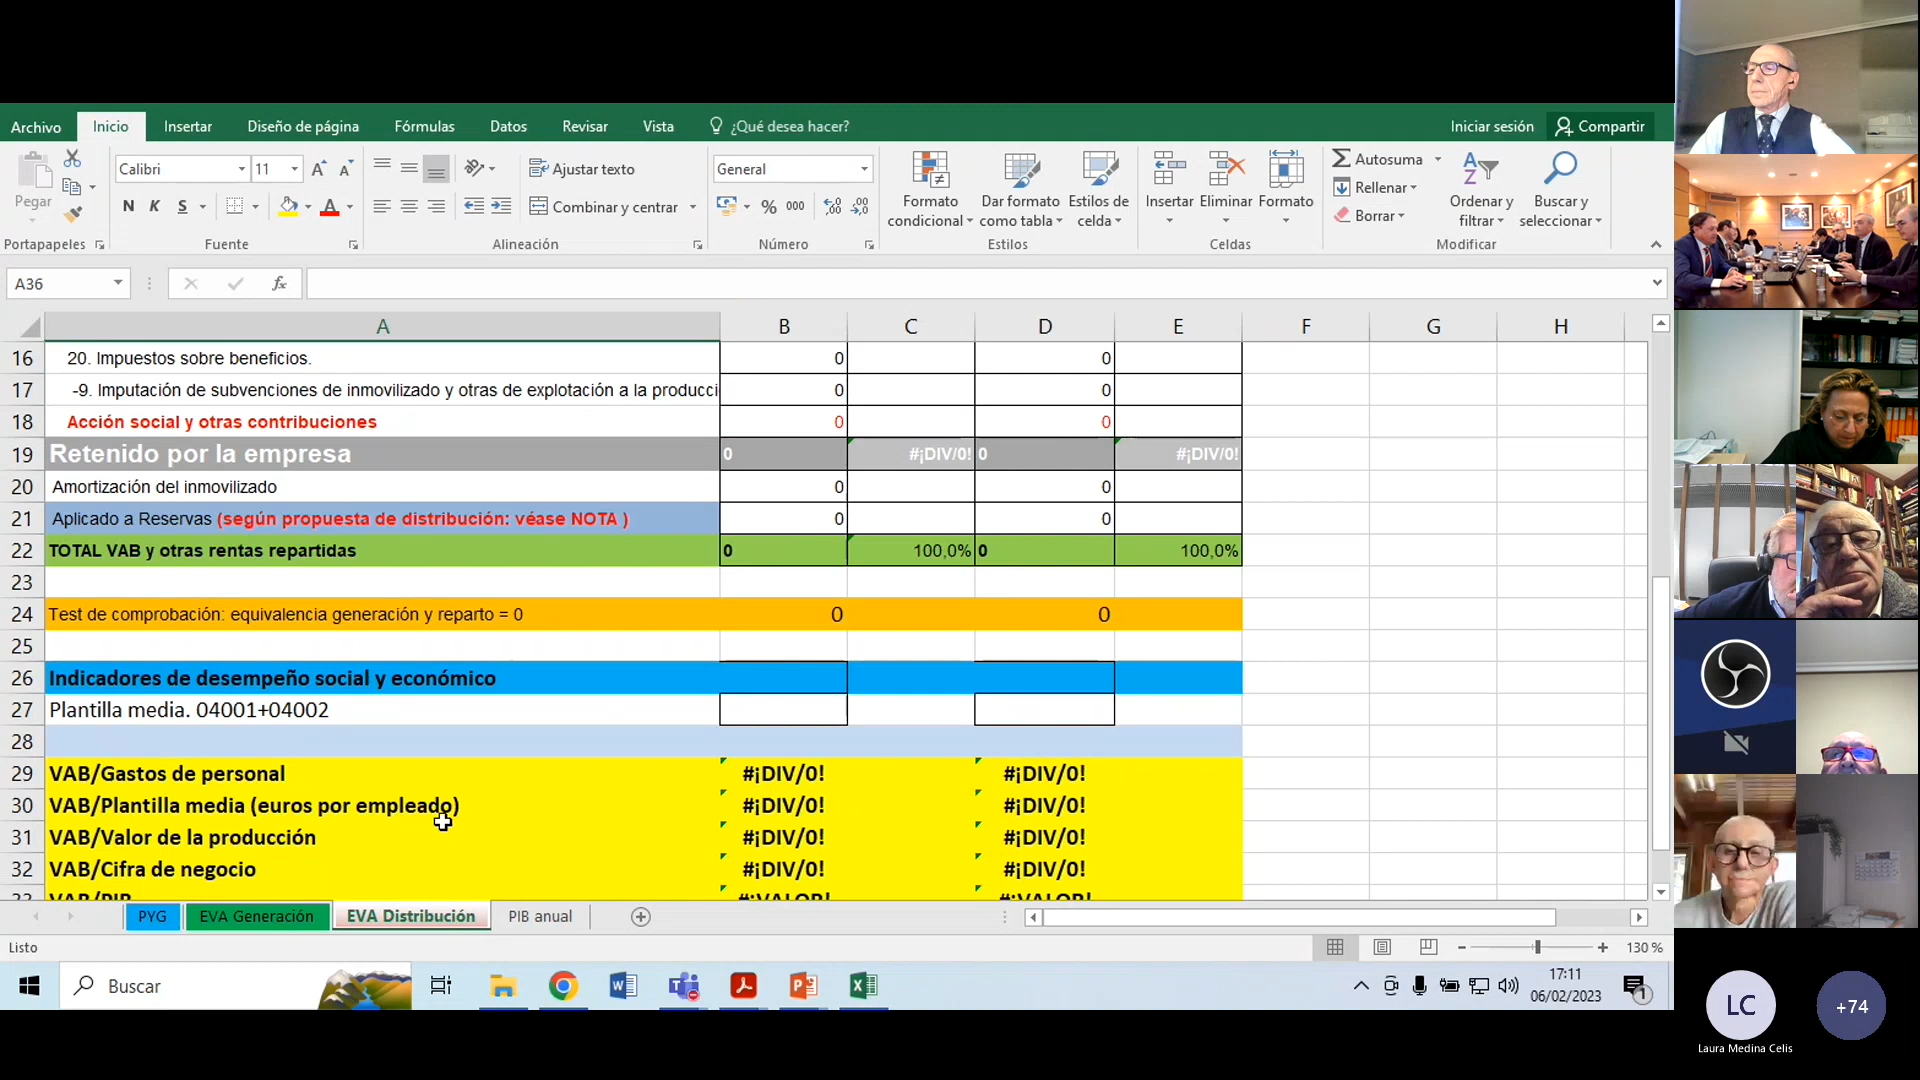 Archivo Inicio Insertar Diseño de página Fórmulas Datos Revisar Vista ¿Qué desea hacer? Iniciar sesión Compartir
Pegar
Portapapeles
Calibri 11
N K S
Fuente
Ajustar texto
Combinar y centrar
Alineación
General
% 000
Número
Formato condicional
Dar formato como tabla
Estilos de celda
Estilos
Insertar Eliminar Formato
Celdas
Autosuma
Rellenar
Borrar
Ordenar y filtrar
Buscar y seleccionar
Modificar
A36 fx
A B C D E F G H
16 20. Impuestos sobre beneficios. 0 0
17 -9. Imputación de subvenciones de inmovilizado y otras de explotación a la producci 0 0
18 Acción social y otras contribuciones 0 0
19 Retenido por la empresa 0 #¡DIV/0! 0 #¡DIV/0!
20 Amortización del inmovilizado 0 0
21 Aplicado a Reservas (según propuesta de distribución: véase NOTA ) 0 0
22 TOTAL VAB y otras rentas repartidas 0 100,0% 0 100,0%
23
24 Test de comprobación: equivalencia generación y reparto = 0 0 0
25
26 Indicadores de desempeño social y económico
27 Plantilla media. 04001+04002
28
29 VAB/Gastos de personal #¡DIV/0! #¡DIV/0!
30 VAB/Plantilla media (euros por empleado) #¡DIV/0! #¡DIV/0!
31 VAB/Valor de la producción #¡DIV/0! #¡DIV/0!
32 VAB/Cifra de negocio #¡DIV/0! #¡DIV/0!
33 VAB/PIB #¡VALOR! #¡VALOR!
PYG EVA Generación EVA Distribución PIB anual
Listo 130 %
Buscar
17:11
06/02/2023
1
LC
Laura Medina Celis
+74